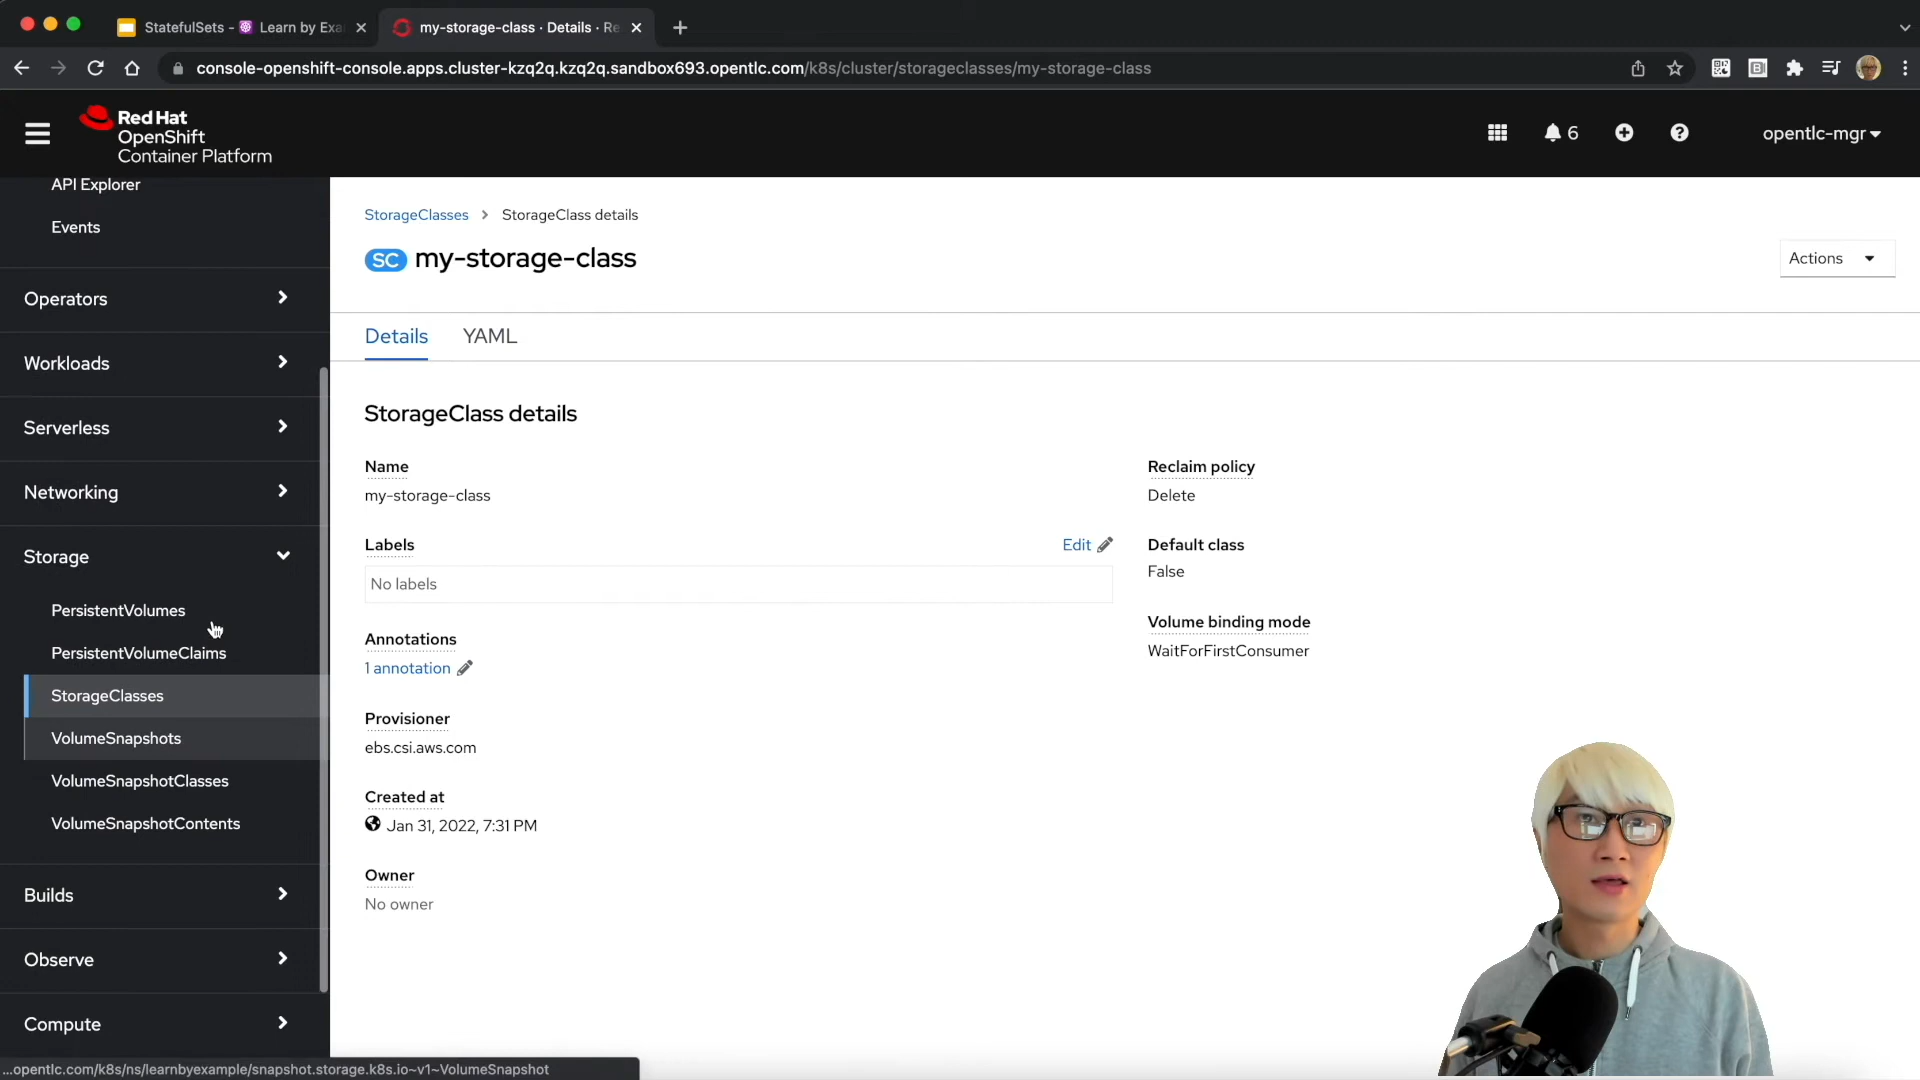 StatefulSets - Learn by Exa
my-storage-class · Details · Re
console-openshift-console.apps.cluster-kzq2q.kzq2q.sandbox693.opentlc.com/k8s/cluster/storageclasses/my-storage-class
Red Hat
OpenShift
Container Platform
6
opentlc-mgr
API Explorer
Events
Operators
Workloads
Serverless
Networking
Storage
PersistentVolumes
PersistentVolumeClaims
StorageClasses
VolumeSnapshots
VolumeSnapshotClasses
VolumeSnapshotContents
Builds
Observe
Compute
StorageClasses > StorageClass details
SC my-storage-class
Actions
Details YAML
StorageClass details
Name
my-storage-class
Labels
Edit
No labels
Annotations
1 annotation
Provisioner
ebs.csi.aws.com
Created at
Jan 31, 2022, 7:31 PM
Owner
No owner
Reclaim policy
Delete
Default class
False
Volume binding mode
WaitForFirstConsumer
...opentlc.com/k8s/ns/learnbyexample/snapshot.storage.k8s.io~v1~VolumeSnapshot